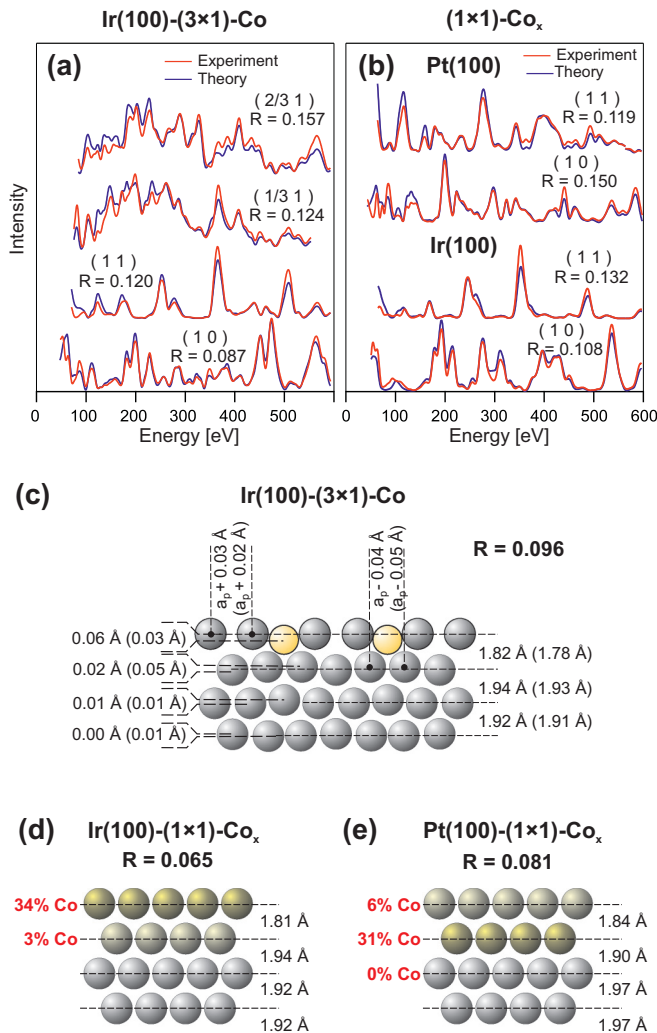 Ir(100)-(3×1)-Co
(1×1)-Coₓ
(a)
Experiment
Theory
( 2/3 1 )
R = 0.157
( 1/3 1 )
R = 0.124
( 1 1 )
R = 0.120
( 1 0 )
R = 0.087
Intensity
0 100 200 300 400 500
Energy [eV]
(b)
Pt(100)
Experiment
Theory
( 1 1 )
R = 0.119
( 1 0 )
R = 0.150
Ir(100)
( 1 1 )
R = 0.132
( 1 0 )
R = 0.108
0 100 200 300 400 500 600
Energy [eV]
(c)
Ir(100)-(3×1)-Co
R = 0.096
aₚ + 0.03 Å
(aₚ + 0.02 Å)
aₚ - 0.04 Å
(aₚ - 0.05 Å)
0.06 Å (0.03 Å)
0.02 Å (0.05 Å)
0.01 Å (0.01 Å)
0.00 Å (0.01 Å)
1.82 Å (1.78 Å)
1.94 Å (1.93 Å)
1.92 Å (1.91 Å)
(d)
Ir(100)-(1×1)-Coₓ
R = 0.065
34% Co
3% Co
1.81 Å
1.94 Å
1.92 Å
1.92 Å
(e)
Pt(100)-(1×1)-Coₓ
R = 0.081
6% Co
31% Co
0% Co
1.84 Å
1.90 Å
1.97 Å
1.97 Å